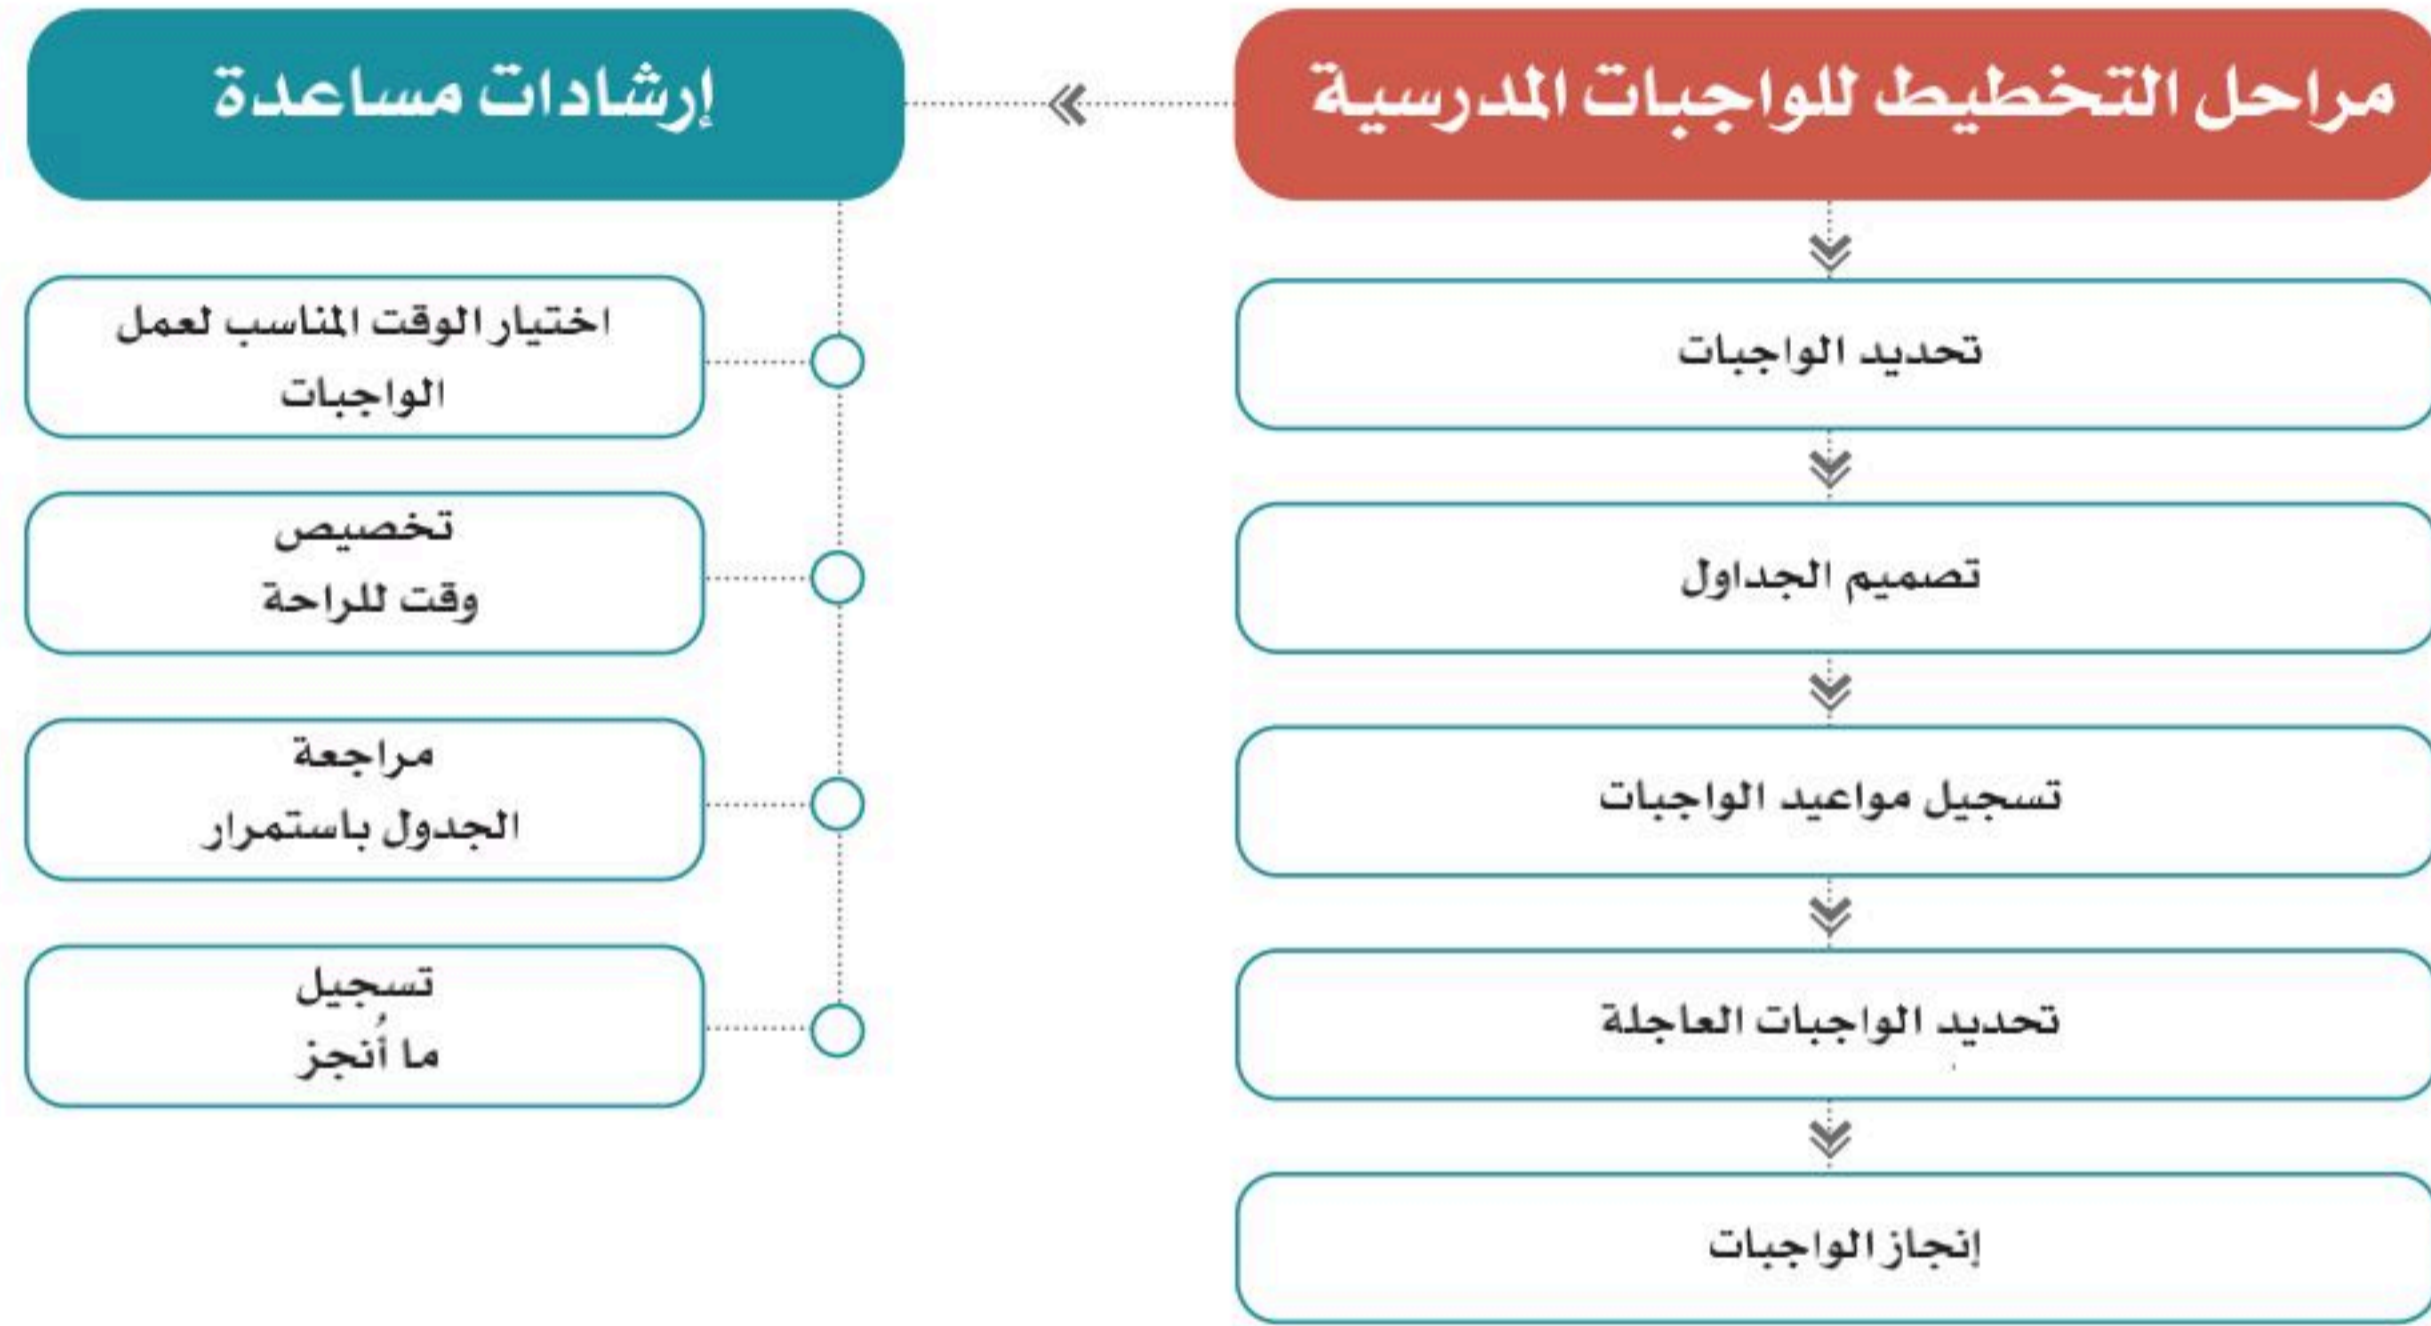 مراحل التخطيط للواجبات المدرسية
تحديد الواجبات
تصميم الجداول
تسجيل مواعيد الواجبات
تحديد الواجبات العاجلة
إنجاز الواجبات
إرشادات مساعدة
اختيار الوقت المناسب لعمل
الواجبات
تخصيص
وقت للراحة
مراجعة
الجدول باستمرار
تسجيل
ما أُنجز